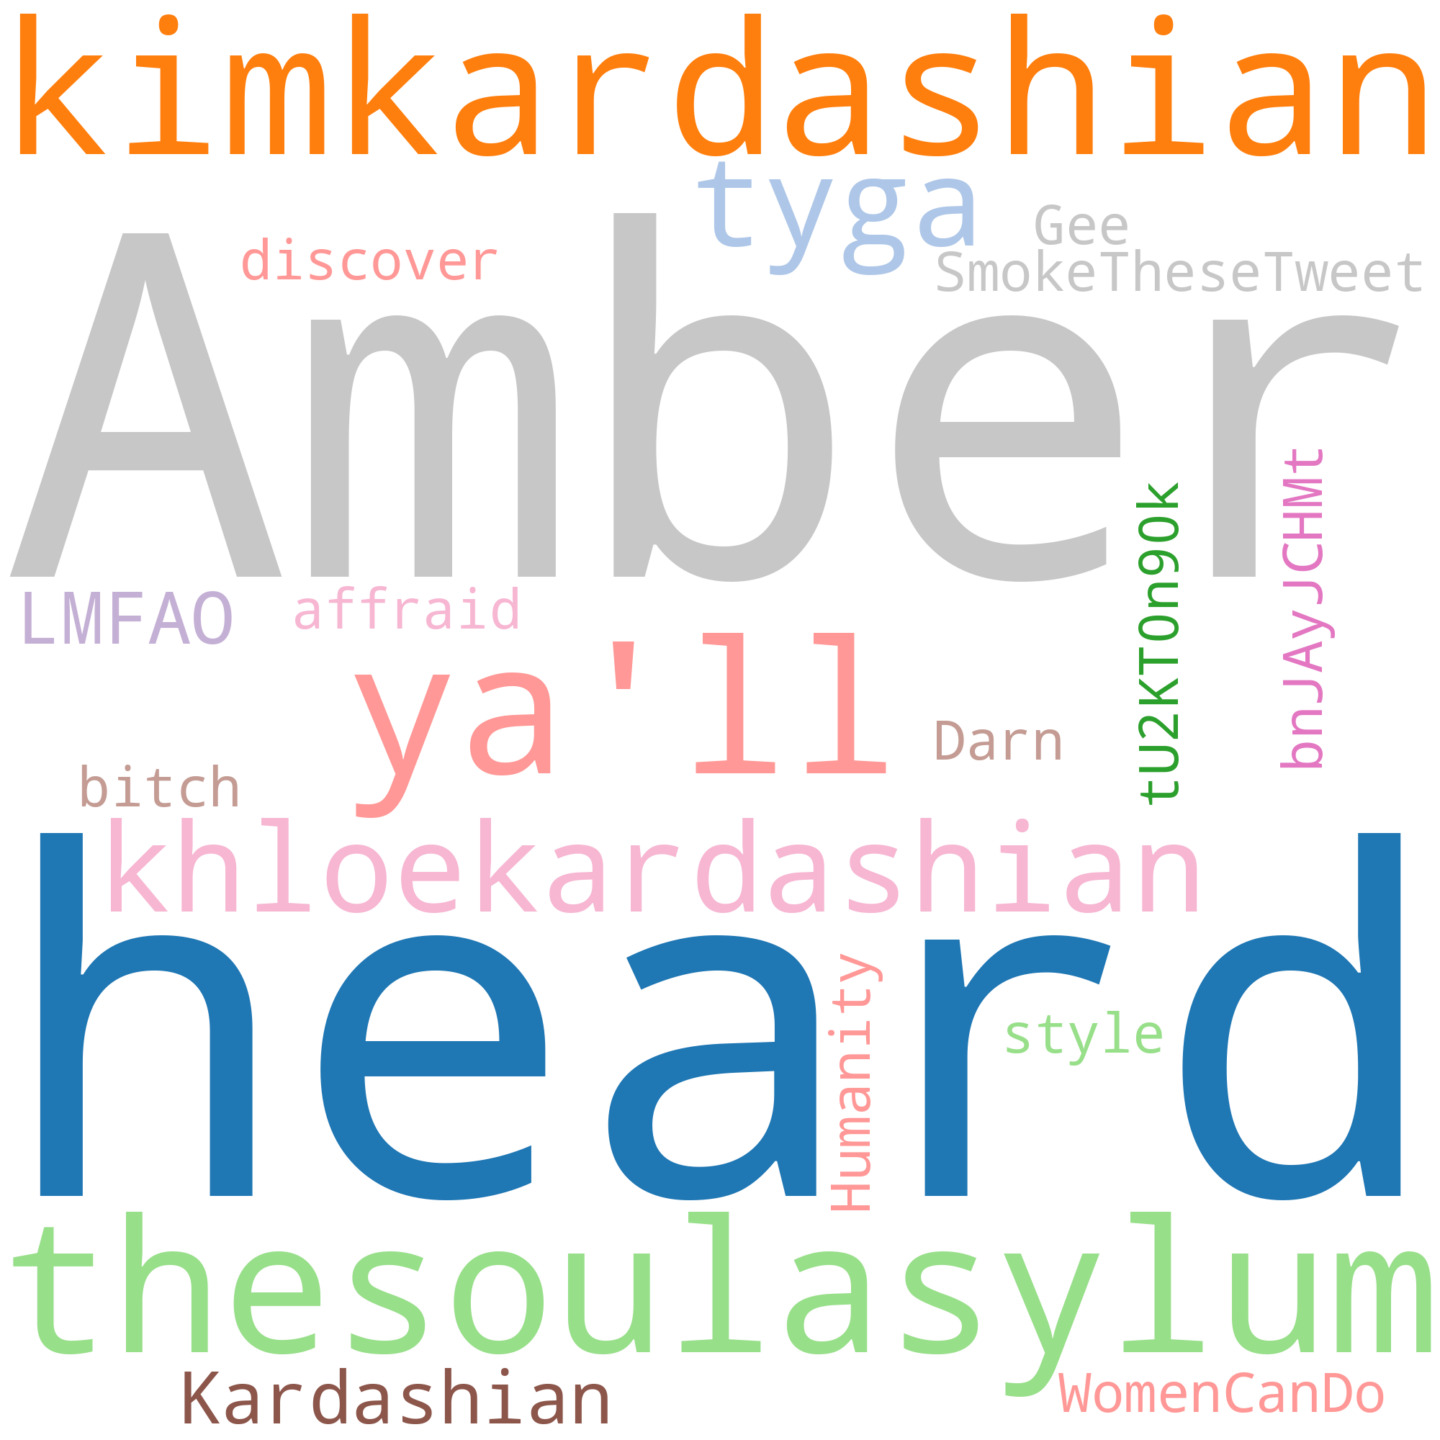 kimkardashian
tyga
Gee
discover
SmokeTheseTweet
Amber
tU2KTOn9Ok
bnJAyJCHMt
LMFAO
affraid
ya'll
Darn
bitch
khloekardashian
heard
Humanity
style
thesoulasylum
Kardashian
WomenCanDo